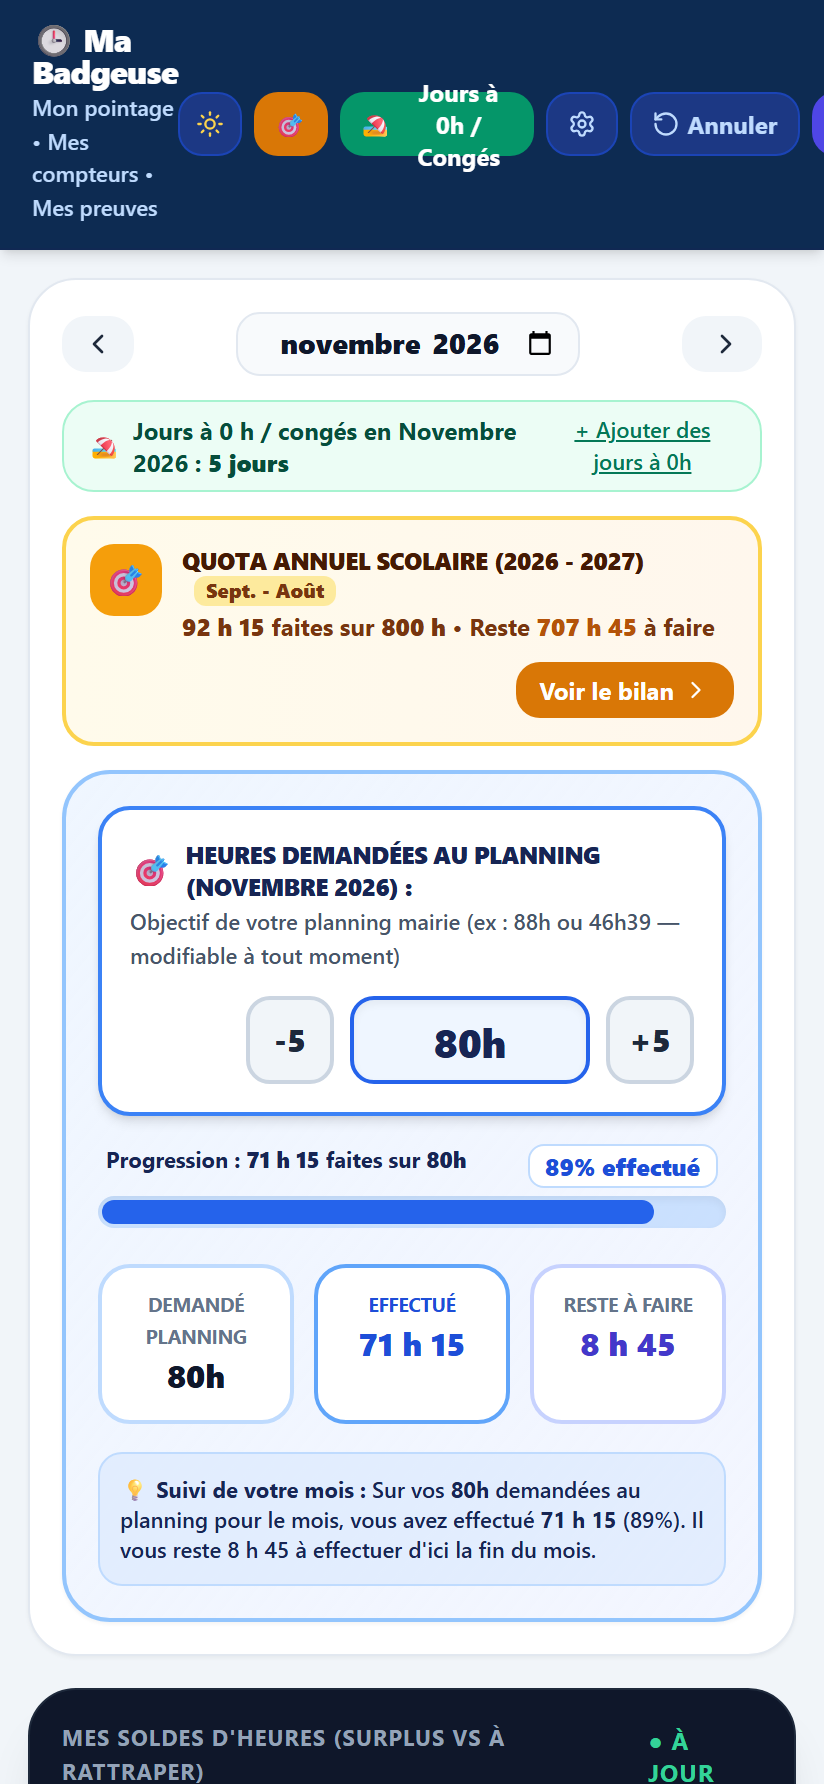 Ma
Badgeuse
Mon pointage
• Mes
compteurs •
Mes preuves
Jours à
0h /
Congés
Annuler
novembre 2026
Jours à 0 h / congés en Novembre
2026 : 5 jours
+ Ajouter des
jours à 0h
QUOTA ANNUEL SCOLAIRE (2026 - 2027)
Sept. - Août
92 h 15 faites sur 800 h • Reste 707 h 45 à faire
Voir le bilan
HEURES DEMANDÉES AU PLANNING
(NOVEMBRE 2026) :
Objectif de votre planning mairie (ex : 88h ou 46h39 —
modifiable à tout moment)
-5
80h
+5
Progression : 71 h 15 faites sur 80h
89% effectué
DEMANDÉ
PLANNING
80h
EFFECTUÉ
71 h 15
RESTE À FAIRE
8 h 45
Suivi de votre mois : Sur vos 80h demandées au
planning pour le mois, vous avez effectué 71 h 15 (89%). Il
vous reste 8 h 45 à effectuer d'ici la fin du mois.
MES SOLDES D'HEURES (SURPLUS VS À
RATTRAPER)
• À
JOUR